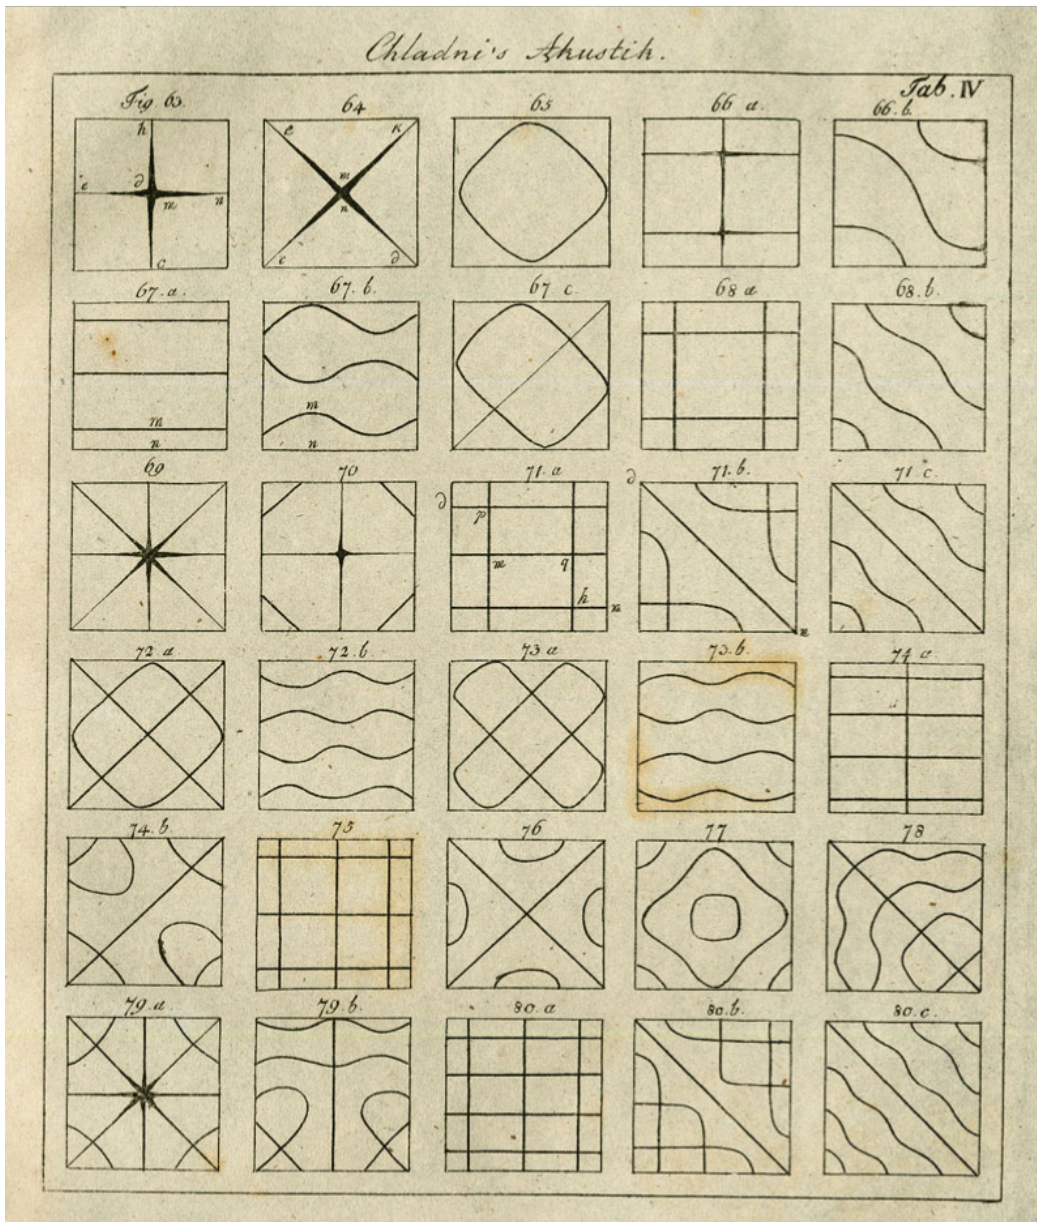 Chladni's Akustik.
Tab. IV
Fig. 63. 64 65 66 a. 66. b.
h
e
d
m
n
c
e
k
m
n
c
d
67. a. 67. b. 67 c. 68 a 68. b.
m
n
m
n
69 70 71. a 71. b. 71. c.
d
p
m
q
h
n
d
n
72. a 72. b. 73 a 73. b. 74 a
74. b. 75 76 77 78
79. a. 79. b. 80. a 80. b. 80. c.